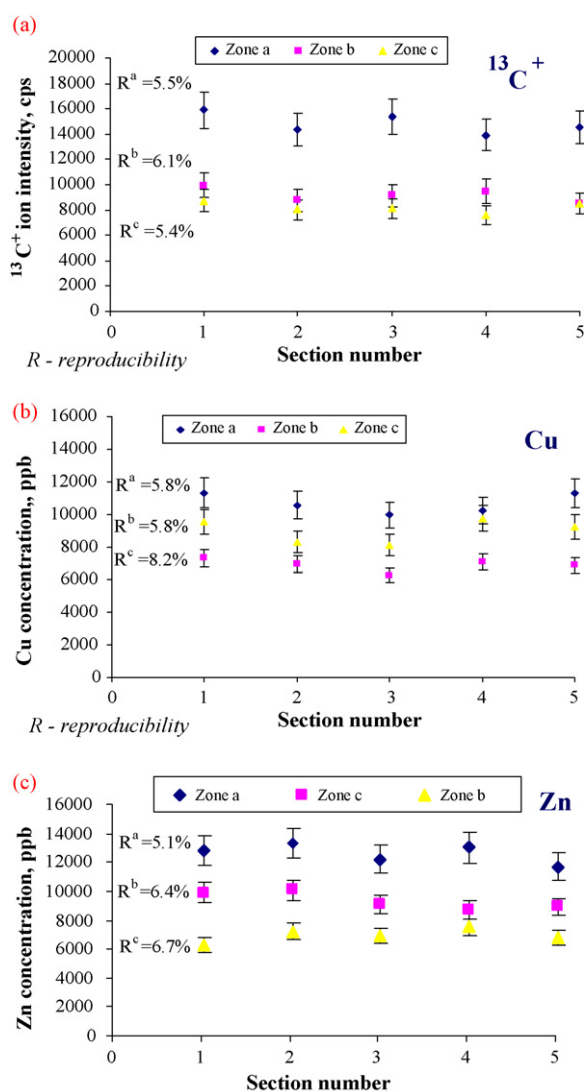 (a)
Zone a Zone b Zone c
¹³C⁺
20000
18000
16000
14000
12000
10000
8000
6000
4000
2000
0
¹³C⁺ ion intensity, cps
Rᵃ =5.5%
Rᵇ =6.1%
Rᶜ =5.4%
0 1 2 3 4 5
Section number
R - reproducibility
(b)
Zone a Zone b Zone c
Cu
16000
14000
12000
10000
8000
6000
4000
2000
0
Cu concentration,, ppb
Rᵃ =5.8%
Rᵇ =5.8%
Rᶜ =8.2%
0 1 2 3 4 5
Section number
R - reproducibility
(c)
Zone a Zone c Zone b
Zn
16000
14000
12000
10000
8000
6000
4000
2000
0
Zn concentration, ppb
Rᵃ=5.1%
Rᵇ=6.4%
Rᶜ=6.7%
0 1 2 3 4 5
Section number